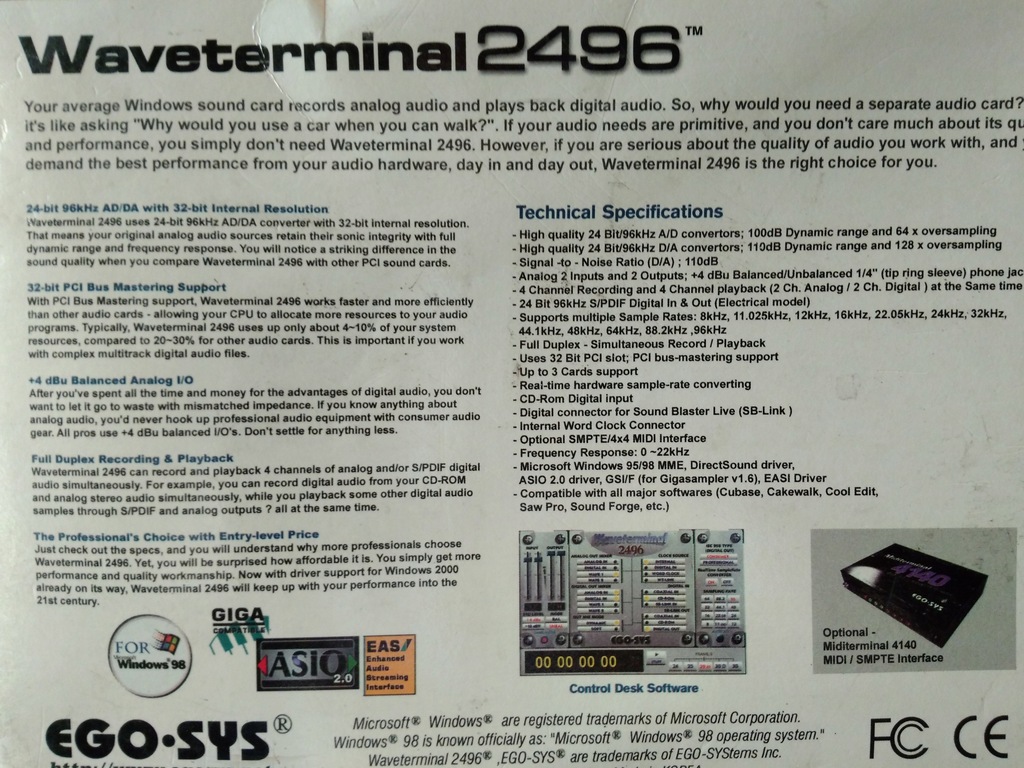 Waveterminal 2496™
Your average Windows sound card records analog audio and plays back digital audio. So, why would you need a separate audio card?
it's like asking "Why would you use a car when you can walk?". If your audio needs are primitive, and you don't care much about its
and performance, you simply don't need Waveterminal 2496. However, if you are serious about the quality of audio you work with, and
demand the best performance from your audio hardware, day in and day out, Waveterminal 2496 is the right choice for you.
24-bit 96kHz AD/DA with 32-bit Internal Resolution
Waveterminal 2496 uses 24-bit 96kHz AD/DA converter with 32-bit internal resolution.
That means your original analog audio sources retain their sonic integrity with full
dynamic range and frequency response. You will notice a striking difference in the
sound quality when you compare Waveterminal 2496 with other PCI sound cards.
32-bit PCI Bus Mastering Support
With PCI Bus Mastering support, Waveterminal 2496 works faster and more efficiently
than other audio cards - allowing your CPU to allocate more resources to your audio
programs. Typically, Waveterminal 2496 uses up only about 4~10% of your system
resources, compared to 20~30% for other audio cards. This is important if you work
with complex multitrack digital audio files.
+4 dBu Balanced Analog I/O
After you've spent all the time and money for the advantages of digital audio, you don't
want to let it go to waste with mismatched impedance. If you know anything about
analog audio, you'd never hook up professional audio equipment with consumer audio
gear. All pros use +4 dBu balanced I/O's. Don't settle for anything less.
Full Duplex Recording & Playback
Waveterminal 2496 can record and playback 4 channels of analog and/or S/PDIF digital
audio simultaneously. For example, you can record digital audio from your CD-ROM
and analog stereo audio simultaneously, while you playback some other digital audio
samples through S/PDIF and analog outputs ? all at the same time.
The Professional's Choice with Entry-level Price
Just check out the specs, and you will understand why more professionals choose
Waveterminal 2496. Yet, you will be surprised how affordable it is. You simply get more
performance and quality workmanship. Now with driver support for Windows 2000
already on its way, Waveterminal 2496 will keep up with your performance into the
21st century.
Technical Specifications
- High quality 24 Bit/96kHz A/D convertors; 100dB Dynamic range and 64 x oversampling
- High quality 24 Bit/96kHz D/A convertors; 110dB Dynamic range and 128 x oversampling
- Signal -to - Noise Ratio (D/A) ; 110dB
- Analog 2 Inputs and 2 Outputs; +4 dBu Balanced/Unbalanced 1/4" (tip ring sleeve) phone jac
- 4 Channel Recording and 4 Channel playback (2 Ch. Analog / 2 Ch. Digital ) at the Same time
- 24 Bit 96kHz S/PDIF Digital In & Out (Electrical model)
- Supports multiple Sample Rates: 8kHz, 11.025kHz, 12kHz, 16kHz, 22.05kHz, 24kHz, 32kHz,
44.1kHz, 48kHz, 64kHz, 88.2kHz ,96kHz
- Full Duplex - Simultaneous Record / Playback
- Uses 32 Bit PCI slot; PCI bus-mastering support
- Up to 3 Cards support
- Real-time hardware sample-rate converting
- CD-Rom Digital input
- Digital connector for Sound Blaster Live (SB-Link )
- Internal Word Clock Connector
- Optional SMPTE/4x4 MIDI Interface
- Frequency Response: 0 ~22kHz
- Microsoft Windows 95/98 MME, DirectSound driver,
ASIO 2.0 driver, GSI/F (for Gigasampler v1.6), EASI Driver
- Compatible with all major softwares (Cubase, Cakewalk, Cool Edit,
Saw Pro, Sound Forge, etc.)
FOR
Microsoft
Windows 98
GIGA
COMPATIBLE
ASIO
2.0
EASI
Enhanced
Audio
Streaming
Interface
Waveterminal
2496
EGO-SYS
00 00 00 00
Control Desk Software
Miditerminal
4140
EGO-SYS
Optional -
Miditerminal 4140
MIDI / SMPTE Interface
EGO•SYS®
Microsoft® Windows® are registered trademarks of Microsoft Corporation.
Windows® 98 is known officially as: "Microsoft® Windows® 98 operating system."
Waveterminal 2496® ,EGO-SYS® are trademarks of EGO-SYStems Inc.
FC CE